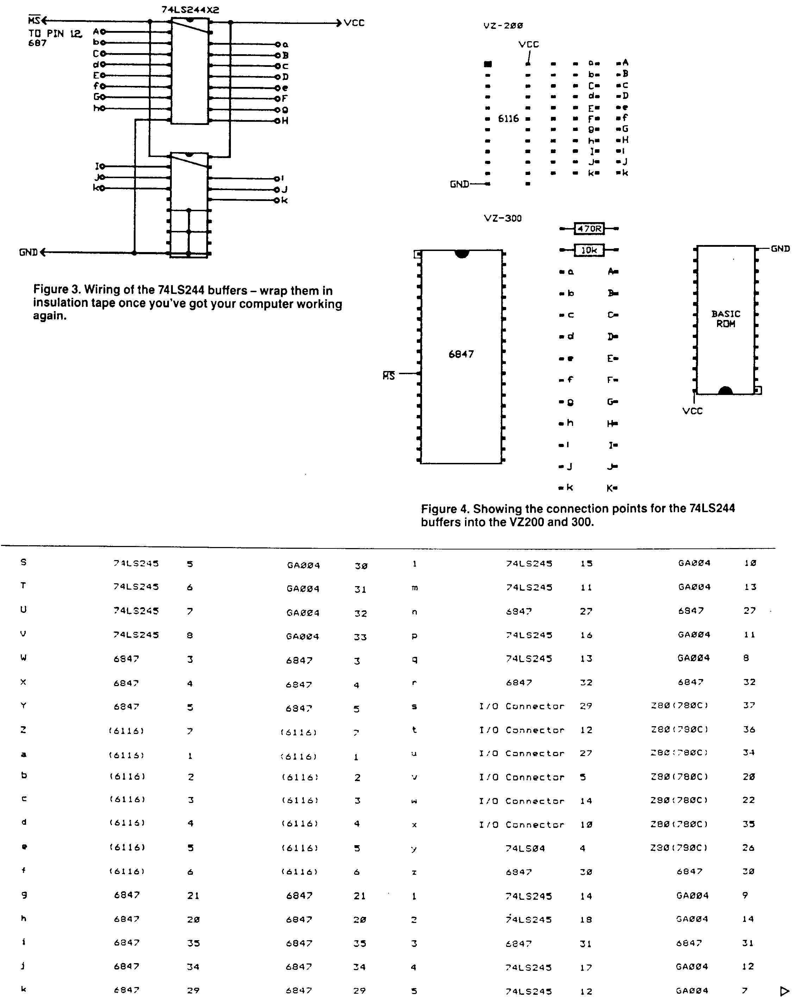 74LS244X2
MS
TO PIN 12,
687
VCC
A
b
C
d
E
f
G
h
a
B
c
D
e
F
g
H
I
J
k
i
J
k
GND
Figure 3. Wiring of the 74LS244 buffers – wrap them in
insulation tape once you've got your computer working
again.
VZ-200
VCC
a A
b B
C c
d D
E e
F f
g G
h H
I i
J J
k k
6116
GND
VZ-300
470R
10k
6847
MS
a A
b B
c C
d D
e E
f F
g G
h H
i I
J J
k K
BASIC
ROM
GND
VCC
Figure 4. Showing the connection points for the 74LS244
buffers into the VZ200 and 300.
S 74LS245 5 GA004 30 l 74LS245 15 GA004 10
T 74LS245 6 GA004 31 m 74LS245 11 GA004 13
U 74LS245 7 GA004 32 n 6847 27 6847 27
V 74LS245 8 GA004 33 p 74LS245 16 GA004 11
W 6847 3 6847 3 q 74LS245 13 GA004 8
X 6847 4 6847 4 r 6847 32 6847 32
Y 6847 5 6847 5 s I/O Connector 29 Z80(780C) 37
Z (6116) 7 (6116) 7 t I/O Connector 12 Z80(780C) 36
a (6116) 1 (6116) 1 u I/O Connector 27 Z80(780C) 34
b (6116) 2 (6116) 2 v I/O Connector 5 Z80(780C) 20
c (6116) 3 (6116) 3 w I/O Connector 14 Z80(780C) 22
d (6116) 4 (6116) 4 x I/O Connector 10 Z80(780C) 35
e (6116) 5 (6116) 5 y 74LS04 4 Z80(780C) 26
f (6116) 6 (6116) 6 z 6847 30 6847 30
g 6847 21 6847 21 1 74LS245 14 GA004 9
h 6847 20 6847 20 2 74LS245 18 GA004 14
i 6847 35 6847 35 3 6847 31 6847 31
j 6847 34 6847 34 4 74LS245 17 GA004 12
k 6847 29 6847 29 5 74LS245 12 GA004 7